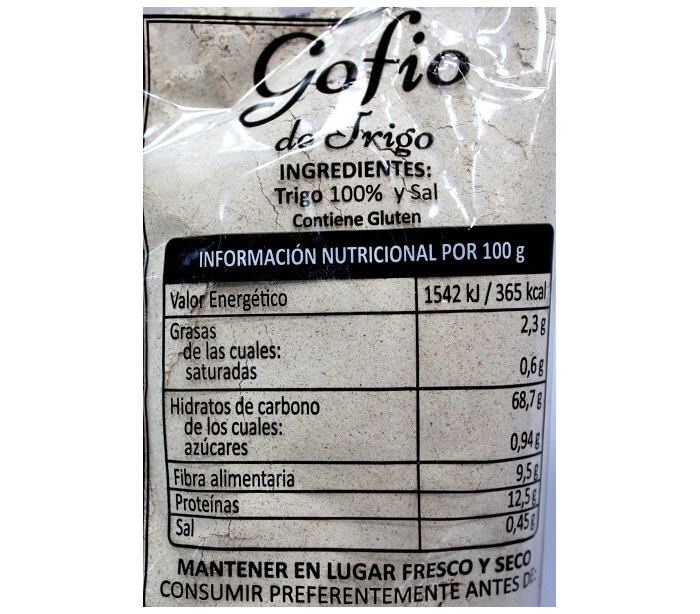 Gofio
de Trigo
INGREDIENTES:
Trigo 100% y Sal
Contiene Gluten
INFORMACIÓN NUTRICIONAL POR 100 g
Valor Energético 1542 kJ / 365 kcal
Grasas 2,3 g
de las cuales:
saturadas 0,6 g
Hidratos de carbono 68,7 g
de los cuales:
azúcares 0,94 g
Fibra alimentaria 9,5 g
Proteínas 12,5 g
Sal 0,45 g
MANTENER EN LUGAR FRESCO Y SECO
CONSUMIR PREFERENTEMENTE ANTES DE: